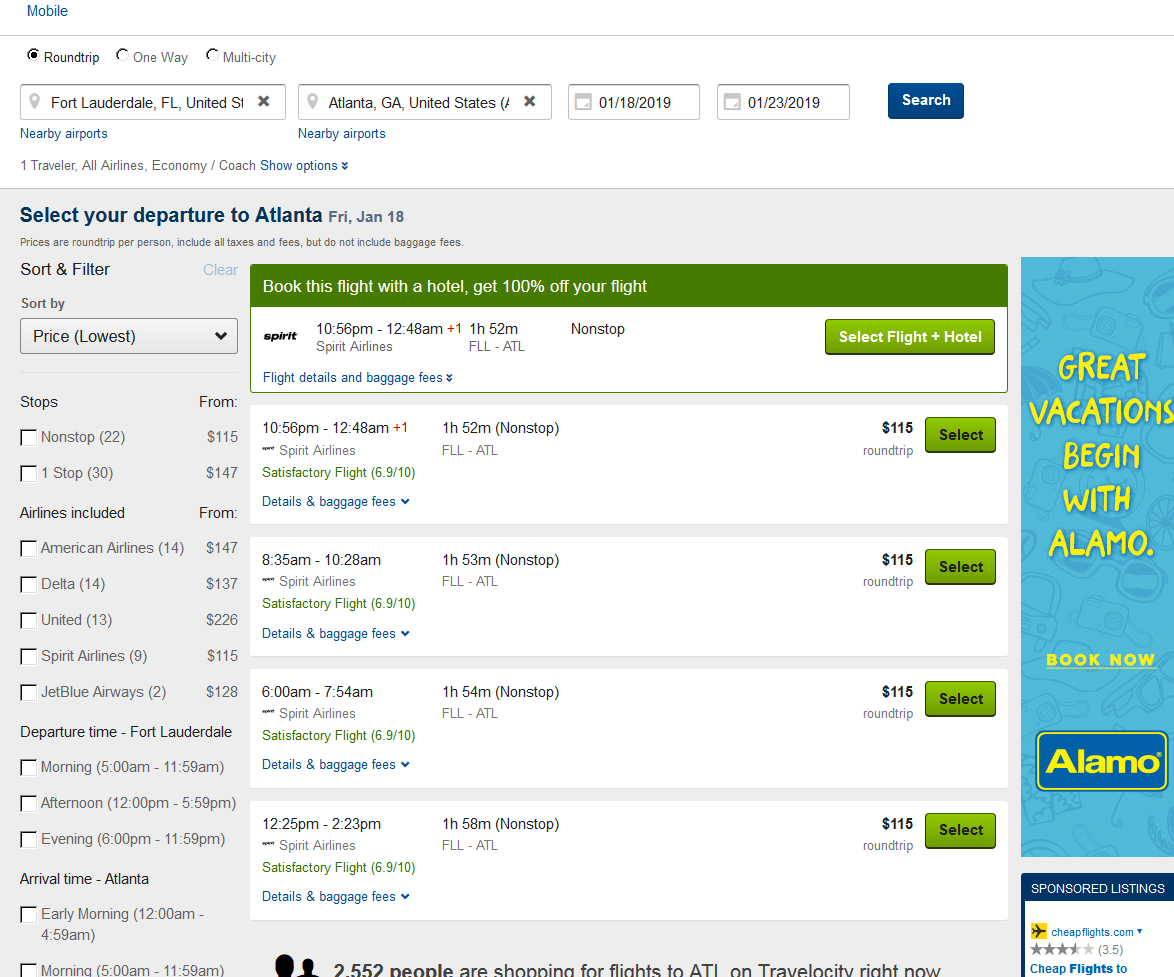 Mobile
Roundtrip One Way Multi-city
Fort Lauderdale, FL, United St Atlanta, GA, United States (A 01/18/2019 01/23/2019 Search
Nearby airports Nearby airports
1 Traveler, All Airlines, Economy / Coach Show options
Select your departure to Atlanta Fri, Jan 18
Prices are roundtrip per person, include all taxes and fees, but do not include baggage fees.
Sort & Filter Clear
Sort by
Price (Lowest)
Stops From:
Nonstop (22) $115
1 Stop (30) $147
Airlines included From:
American Airlines (14) $147
Delta (14) $137
United (13) $226
Spirit Airlines (9) $115
JetBlue Airways (2) $128
Departure time - Fort Lauderdale
Morning (5:00am - 11:59am)
Afternoon (12:00pm - 5:59pm)
Evening (6:00pm - 11:59pm)
Arrival time - Atlanta
Early Morning (12:00am -
4:59am)
Morning (5:00am - 11:59am)
Book this flight with a hotel, get 100% off your flight
spirit 10:56pm - 12:48am +1 1h 52m Nonstop
Spirit Airlines FLL - ATL
Select Flight + Hotel
Flight details and baggage fees
10:56pm - 12:48am +1 1h 52m (Nonstop) $115 Select
Spirit Airlines FLL - ATL roundtrip
Satisfactory Flight (6.9/10)
Details & baggage fees
8:35am - 10:28am 1h 53m (Nonstop) $115 Select
Spirit Airlines FLL - ATL roundtrip
Satisfactory Flight (6.9/10)
Details & baggage fees
6:00am - 7:54am 1h 54m (Nonstop) $115 Select
Spirit Airlines FLL - ATL roundtrip
Satisfactory Flight (6.9/10)
Details & baggage fees
12:25pm - 2:23pm 1h 58m (Nonstop) $115 Select
Spirit Airlines FLL - ATL roundtrip
Satisfactory Flight (6.9/10)
Details & baggage fees
2,552 people are shopping for flights to ATL on Travelocity right now
GREAT
VACATIONS
BEGIN
WITH
ALAMO.
BOOK NOW
Alamo
SPONSORED LISTINGS
cheapflights.com
(3.5)
Cheap Flights to